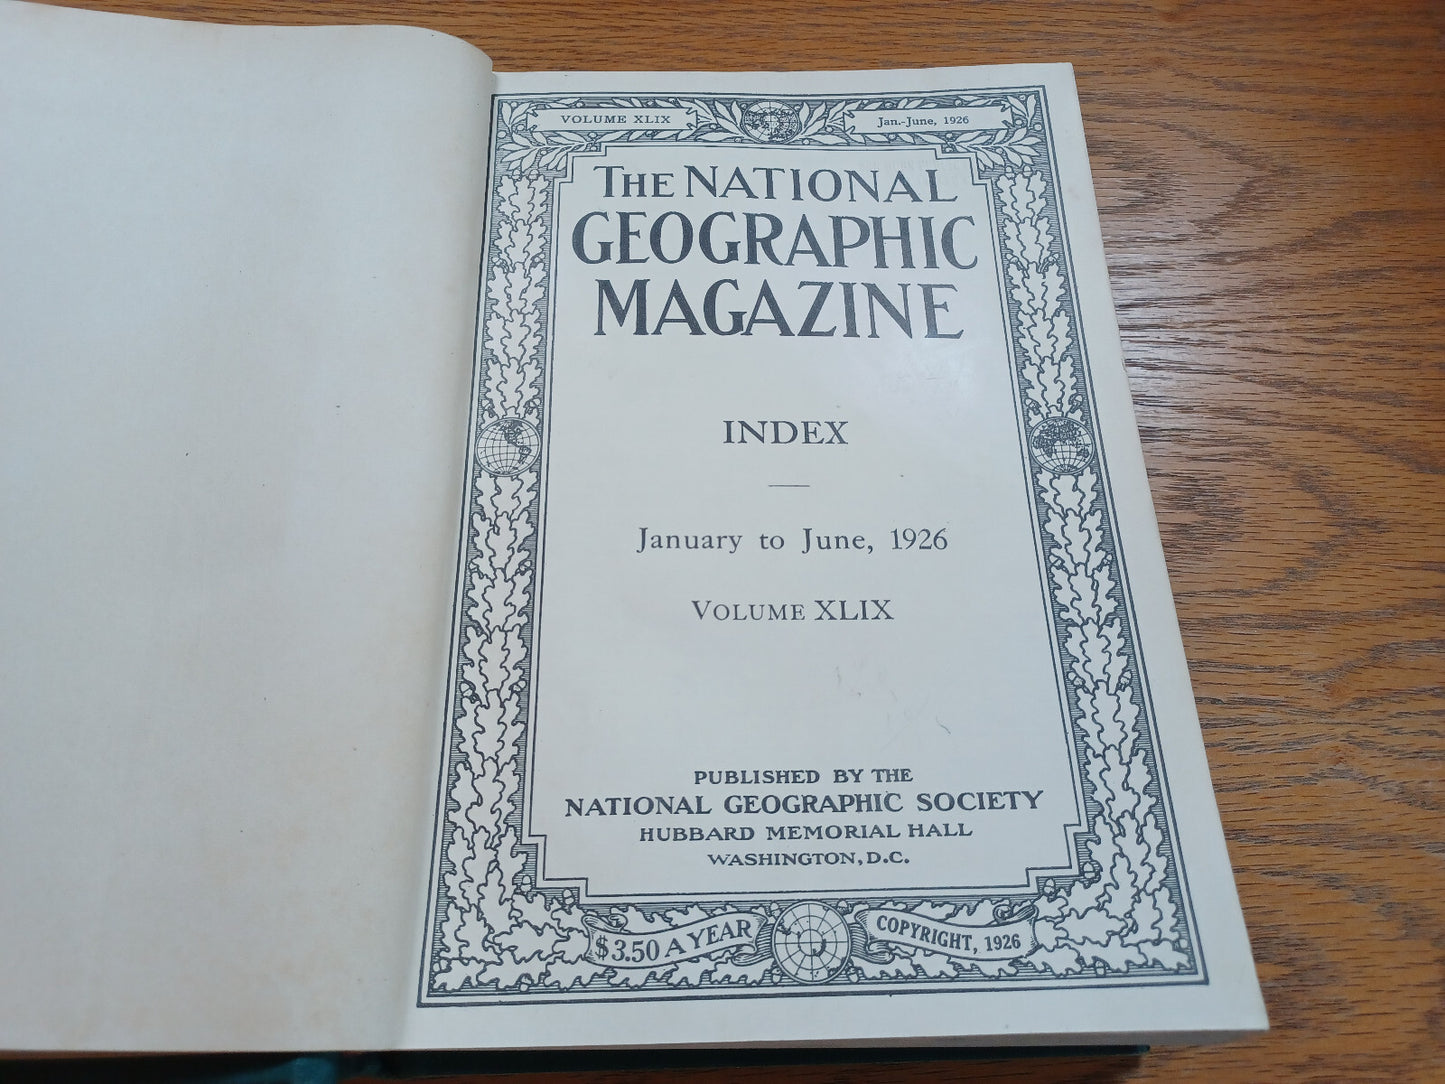 VOLUME XLIX
Jan.-June, 1926
THE NATIONAL
GEOGRAPHIC
MAGAZINE
INDEX
January to June, 1926
VOLUME XLIX
PUBLISHED BY THE
NATIONAL GEOGRAPHIC SOCIETY
HUBBARD MEMORIAL HALL
WASHINGTON, D.C.
$3.50 A YEAR
COPYRIGHT, 1926